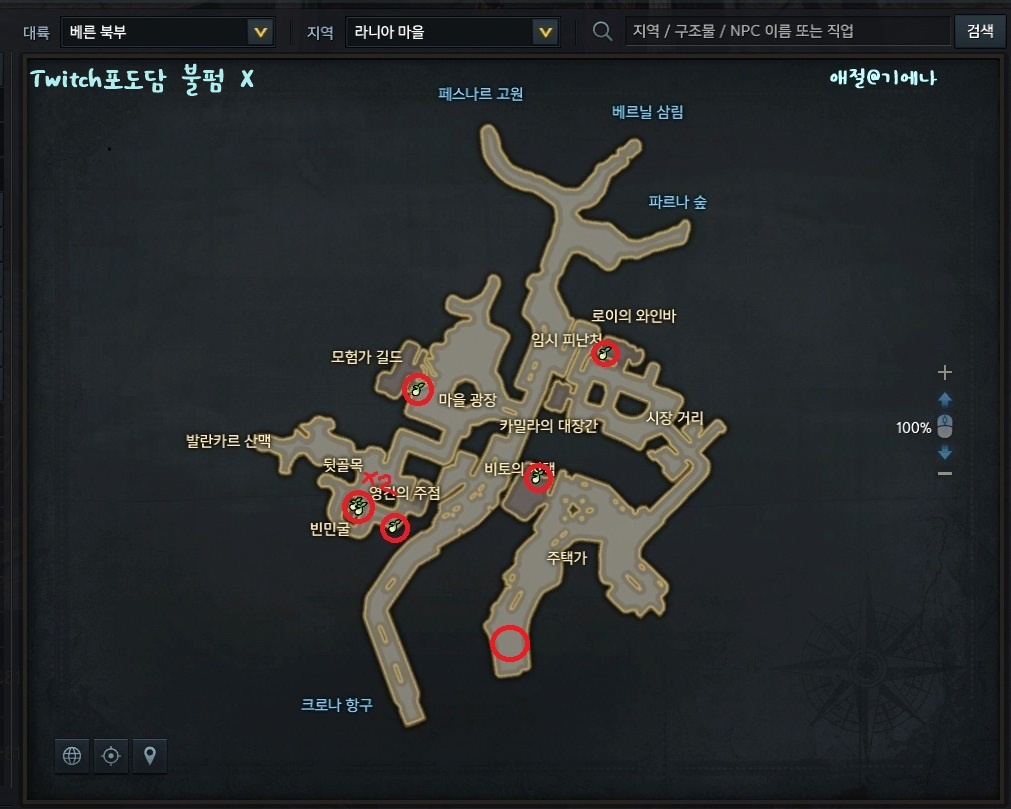 대륙 베른 북부 지역 라니아 마을 지역 / 구조물 / NPC 이름 또는 직업 검색
Twitch포도담 불펌 X 애절@기에나
페스나르 고원
베르닐 삼림
파르나 숲
로이의 와인바
임시 피난처
모험가 길드
마을 광장
시장 거리
카밀라의 대장간
100%
발란카르 산맥
뒷골목
비토의 저택
x2
영건의 주점
빈민굴
주택가
크로나 항구